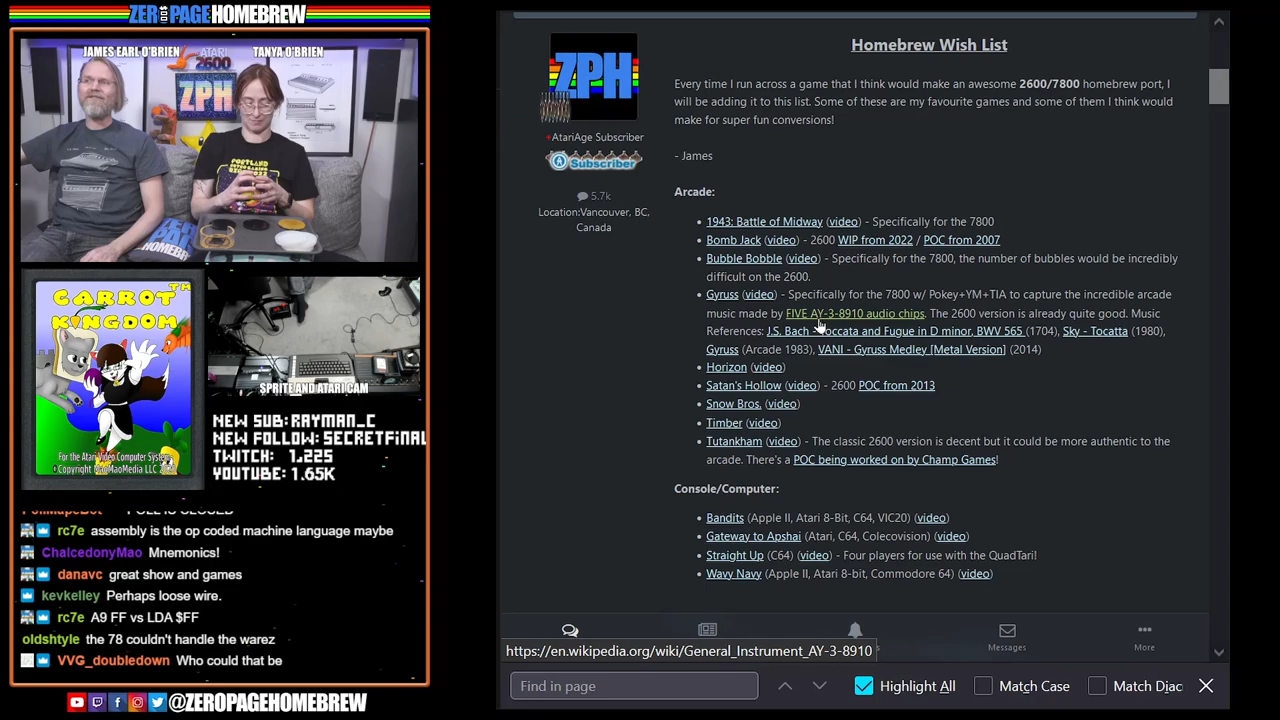 ZERO PAGE HOMEBREW
JAMES EARL O'BRIEN
ATARI
2600
TANYA O'BRIEN
ZPH
PORTLAND
HOMEBREW
CARROT
KINGDOM™
For the Atari Video Computer System
SPRITE AND ATARI CAM
NEW SUB: RAYMAN_C
NEW FOLLOW: SECRETFINAL
TWITCH: 1,225
YOUTUBE: 1.65K
rc7e assembly is the op coded machine language maybe
ChalcedonyMao Mnemonics!
danavc great show and games
kevkelley Perhaps loose wire.
rc7e A9 FF vs LDA $FF
oldshtyle the 78 couldn't handle the warez
VVG_doubledown Who could that be
@ZEROPAGEHOMEBREW
ZPH
+AtariAge Subscriber
Subscriber
5.7k
Location:Vancouver, BC.
Canada
Homebrew Wish List
Every time I run across a game that I think would make an awesome 2600/7800 homebrew port, I
will be adding it to this list. Some of these are my favourite games and some of them I think would
make for super fun conversions!
- James
Arcade:
• 1943: Battle of Midway (video) - Specifically for the 7800
• Bomb Jack (video) - 2600 WIP from 2022 / POC from 2007
• Bubble Bobble (video) - Specifically for the 7800, the number of bubbles would be incredibly
difficult on the 2600.
• Gyruss (video) - Specifically for the 7800 w/ Pokey+YM+TIA to capture the incredible arcade
music made by FIVE AY-3-8910 audio chips. The 2600 version is already quite good. Music
References: J.S. Bach - Toccata and Fugue in D minor, BWV 565 (1704), Sky - Tocatta (1980),
Gyruss (Arcade 1983), VANI - Gyruss Medley [Metal Version] (2014)
• Horizon (video)
• Satan's Hollow (video) - 2600 POC from 2013
• Snow Bros. (video)
• Timber (video)
• Tutankham (video) - The classic 2600 version is decent but it could be more authentic to the
arcade. There's a POC being worked on by Champ Games!
Console/Computer:
• Bandits (Apple II, Atari 8-Bit, C64, VIC20) (video)
• Gateway to Apshai (Atari, C64, Colecovision) (video)
• Straight Up (C64) (video) - Four players for use with the QuadTari!
• Wavy Navy (Apple II, Atari 8-bit, Commodore 64) (video)
Messages
More
https://en.wikipedia.org/wiki/General_Instrument_AY-3-8910
Find in page
Highlight All
Match Case
Match Diac